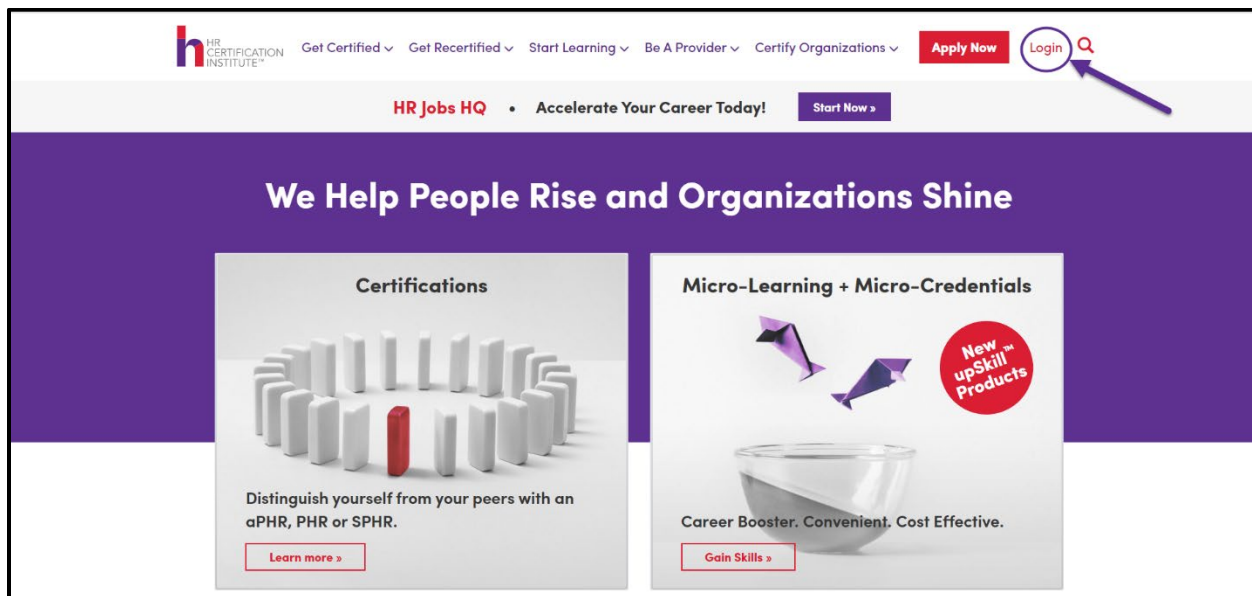 HR
CERTIFICATION
INSTITUTE™
Get Certified
Get Recertified
Start Learning
Be A Provider
Certify Organizations
Apply Now
Login
HR Jobs HQ • Accelerate Your Career Today!
Start Now »
We Help People Rise and Organizations Shine
Certifications
Distinguish yourself from your peers with an
aPHR, PHR or SPHR.
Learn more »
Micro-Learning + Micro-Credentials
New
upSkill™
Products
Career Booster. Convenient. Cost Effective.
Gain Skills »